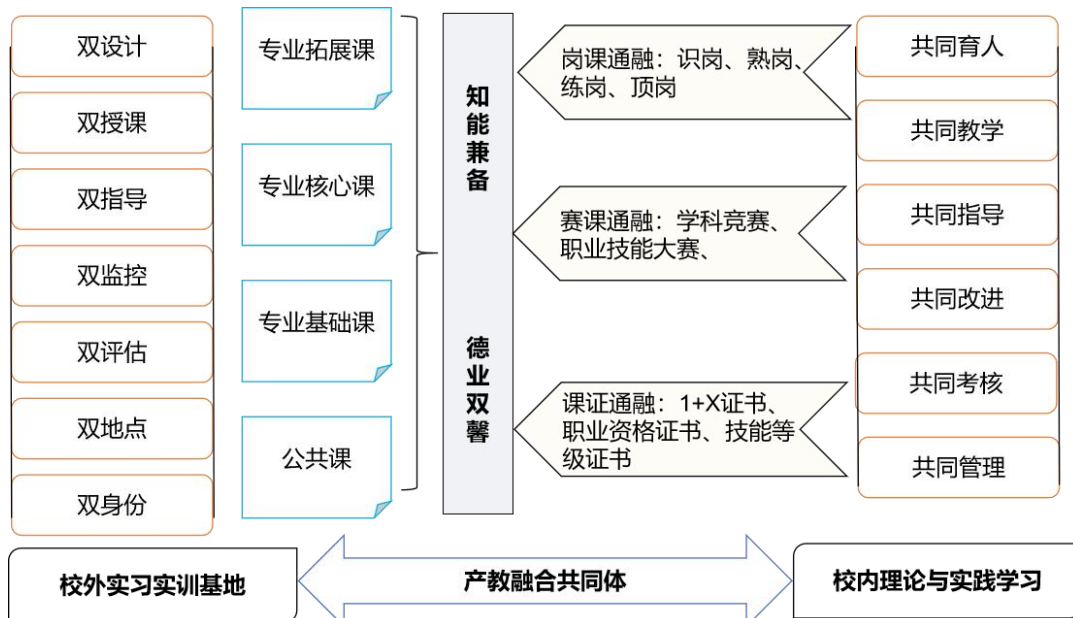 双设计
双授课
双指导
双监控
双评估
双地点
双身份
专业拓展课
专业核心课
专业基础课
公共课
知能兼备
德业双馨
岗课通融：识岗、熟岗、
练岗、顶岗
赛课通融：学科竞赛、
职业技能大赛、
课证通融：1+X证书、
职业资格证书、技能等
级证书
共同育人
共同教学
共同指导
共同改进
共同考核
共同管理
校外实习实训基地
产教融合共同体
校内理论与实践学习